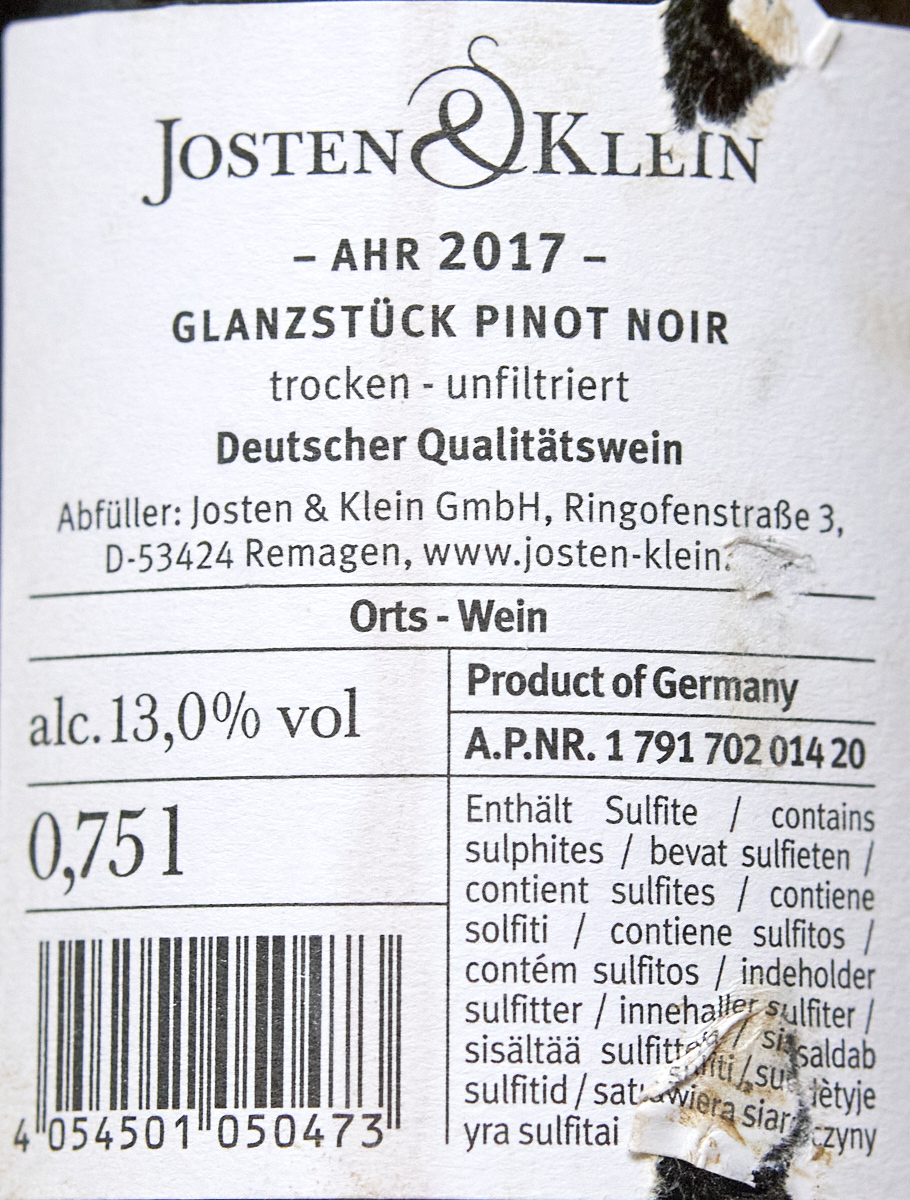 JOSTEN & KLEIN
– AHR 2017 –
GLANZSTÜCK PINOT NOIR
trocken - unfiltriert
Deutscher Qualitätswein
Abfüller: Josten & Klein GmbH, Ringofenstraße 3,
D-53424 Remagen, www.josten-klein.
Orts - Wein
alc. 13,0% vol
0,75 l
4 054501 050473
Product of Germany
A.P.NR. 1 791 702 014 20
Enthält Sulfite / contains
sulphites / bevat sulfieten /
contient sulfites / contiene
solfiti / contiene sulfitos /
contém sulfitos / indeholder
sulfitter / innehaller sulfiter /
sisältää
sulfitid /
yra sulfitai